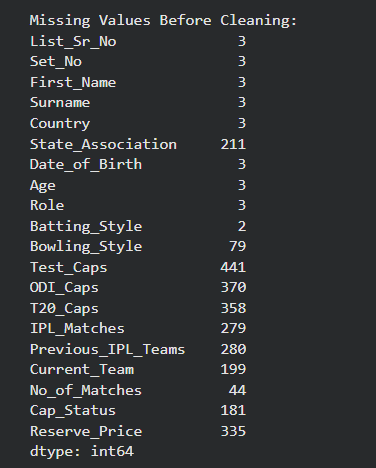 Missing Values Before Cleaning:
List_Sr_No 3
Set_No 3
First_Name 3
Surname 3
Country 3
State_Association 211
Date_of_Birth 3
Age 3
Role 3
Batting_Style 2
Bowling_Style 79
Test_Caps 441
ODI_Caps 370
T20_Caps 358
IPL_Matches 279
Previous_IPL_Teams 280
Current_Team 199
No_of_Matches 44
Cap_Status 181
Reserve_Price 335
dtype: int64